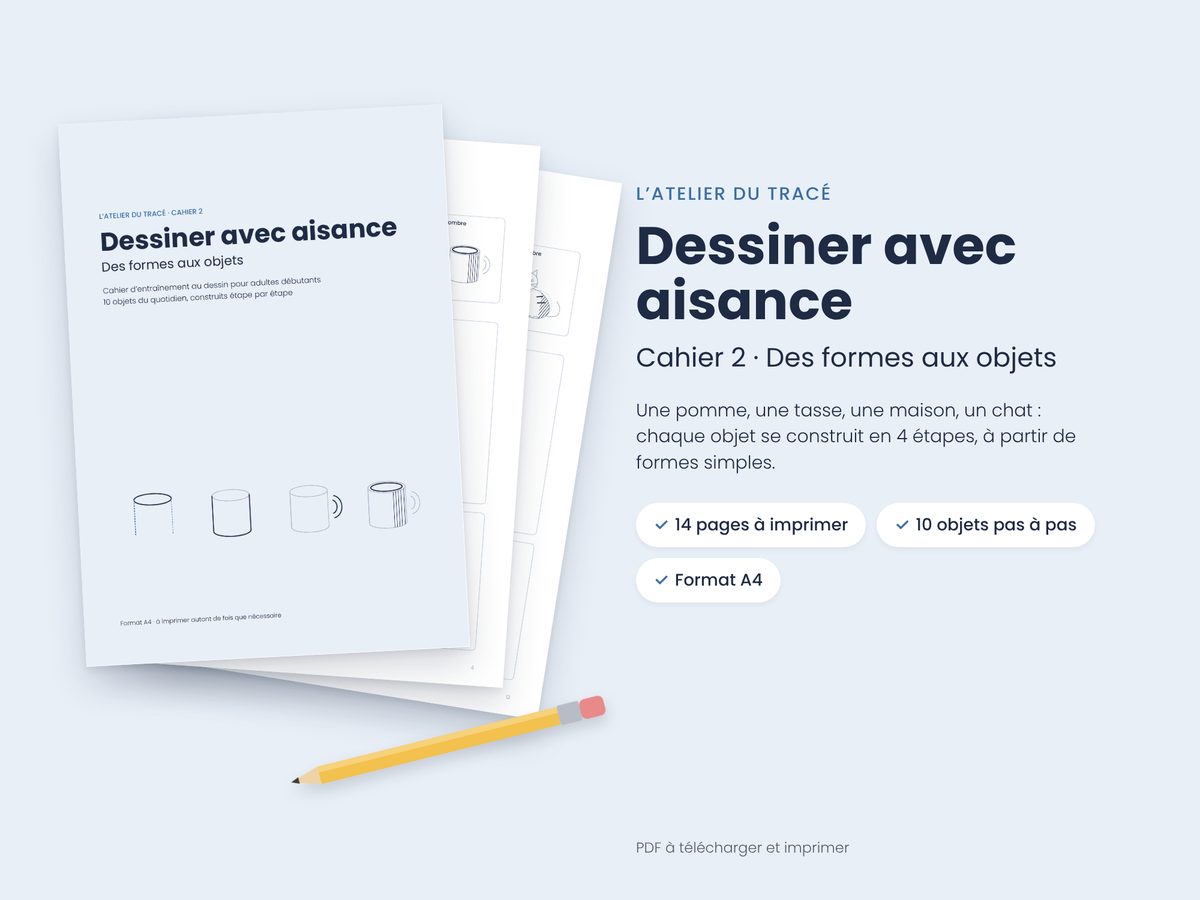 L'ATELIER DU TRACÉ · CAHIER 2
Dessiner avec aisance
Des formes aux objets
Cahier d'entraînement au dessin pour adultes débutants
10 objets du quotidien, construits étape par étape
Format A4 · à imprimer autant de fois que nécessaire
ombre
bre
4
L'ATELIER DU TRACÉ
Dessiner avec
aisance
Cahier 2 · Des formes aux objets
Une pomme, une tasse, une maison, un chat :
chaque objet se construit en 4 étapes, à partir de
formes simples.
✓ 14 pages à imprimer
✓ 10 objets pas à pas
✓ Format A4
PDF à télécharger et imprimer